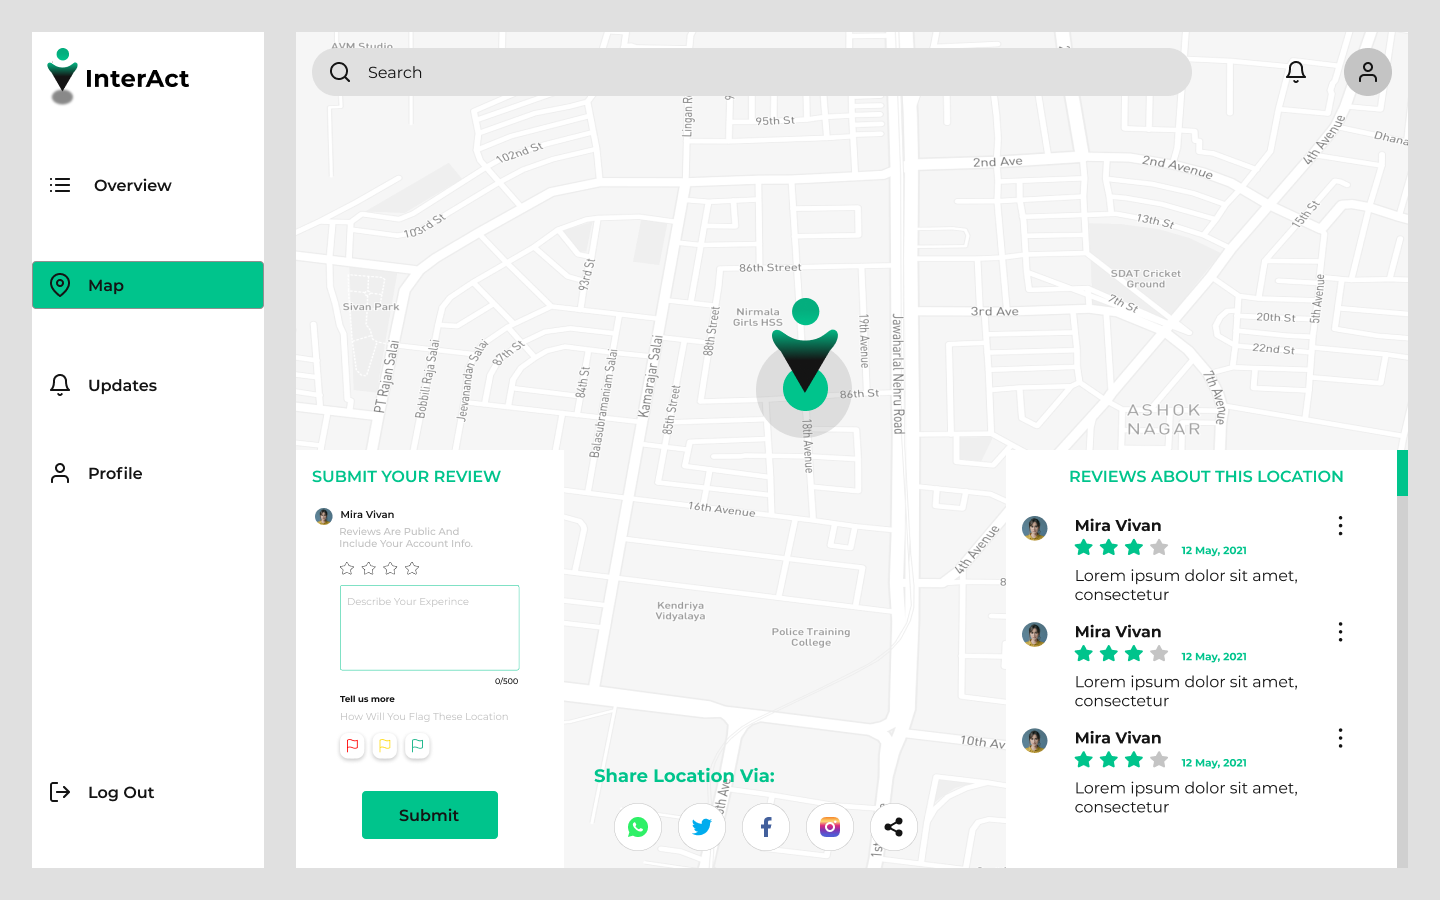 InterAct
Overview
Map
Updates
Profile
Log Out
Search
AVM Studio
Lingan R
95th St
102nd St
2nd Ave
2nd Avenue
4th Avenue
Dhana
103rd St
13th St
15th St
93rd St
86th Street
SDAT Cricket
Ground
Sivan Park
Nirmala
Girls HSS
3rd Ave
7th St
5th Avenue
20th St
22nd St
88th Street
19th Avenue
Jawaharlal Nehru Road
PT Rajan Salai
Bobbili Raja Salai
Jeevanandan Salai
87th St
84th St
Balasubramaniam Salai
Kamarajar Salai
85th Street
86th St
18th Avenue
7th Avenue
ASHOK
NAGAR
16th Avenue
4th Avenue
8
Kendriya
Vidyalaya
Police Training
College
10th Av
SUBMIT YOUR REVIEW
Mira Vivan
Reviews Are Public And
Include Your Account Info.
Describe Your Experince
0/500
Tell us more
How Will You Flag These Location
Submit
Share Location Via:
REVIEWS ABOUT THIS LOCATION
Mira Vivan
12 May, 2021
Lorem ipsum dolor sit amet,
consectetur
Mira Vivan
12 May, 2021
Lorem ipsum dolor sit amet,
consectetur
Mira Vivan
12 May, 2021
Lorem ipsum dolor sit amet,
consectetur